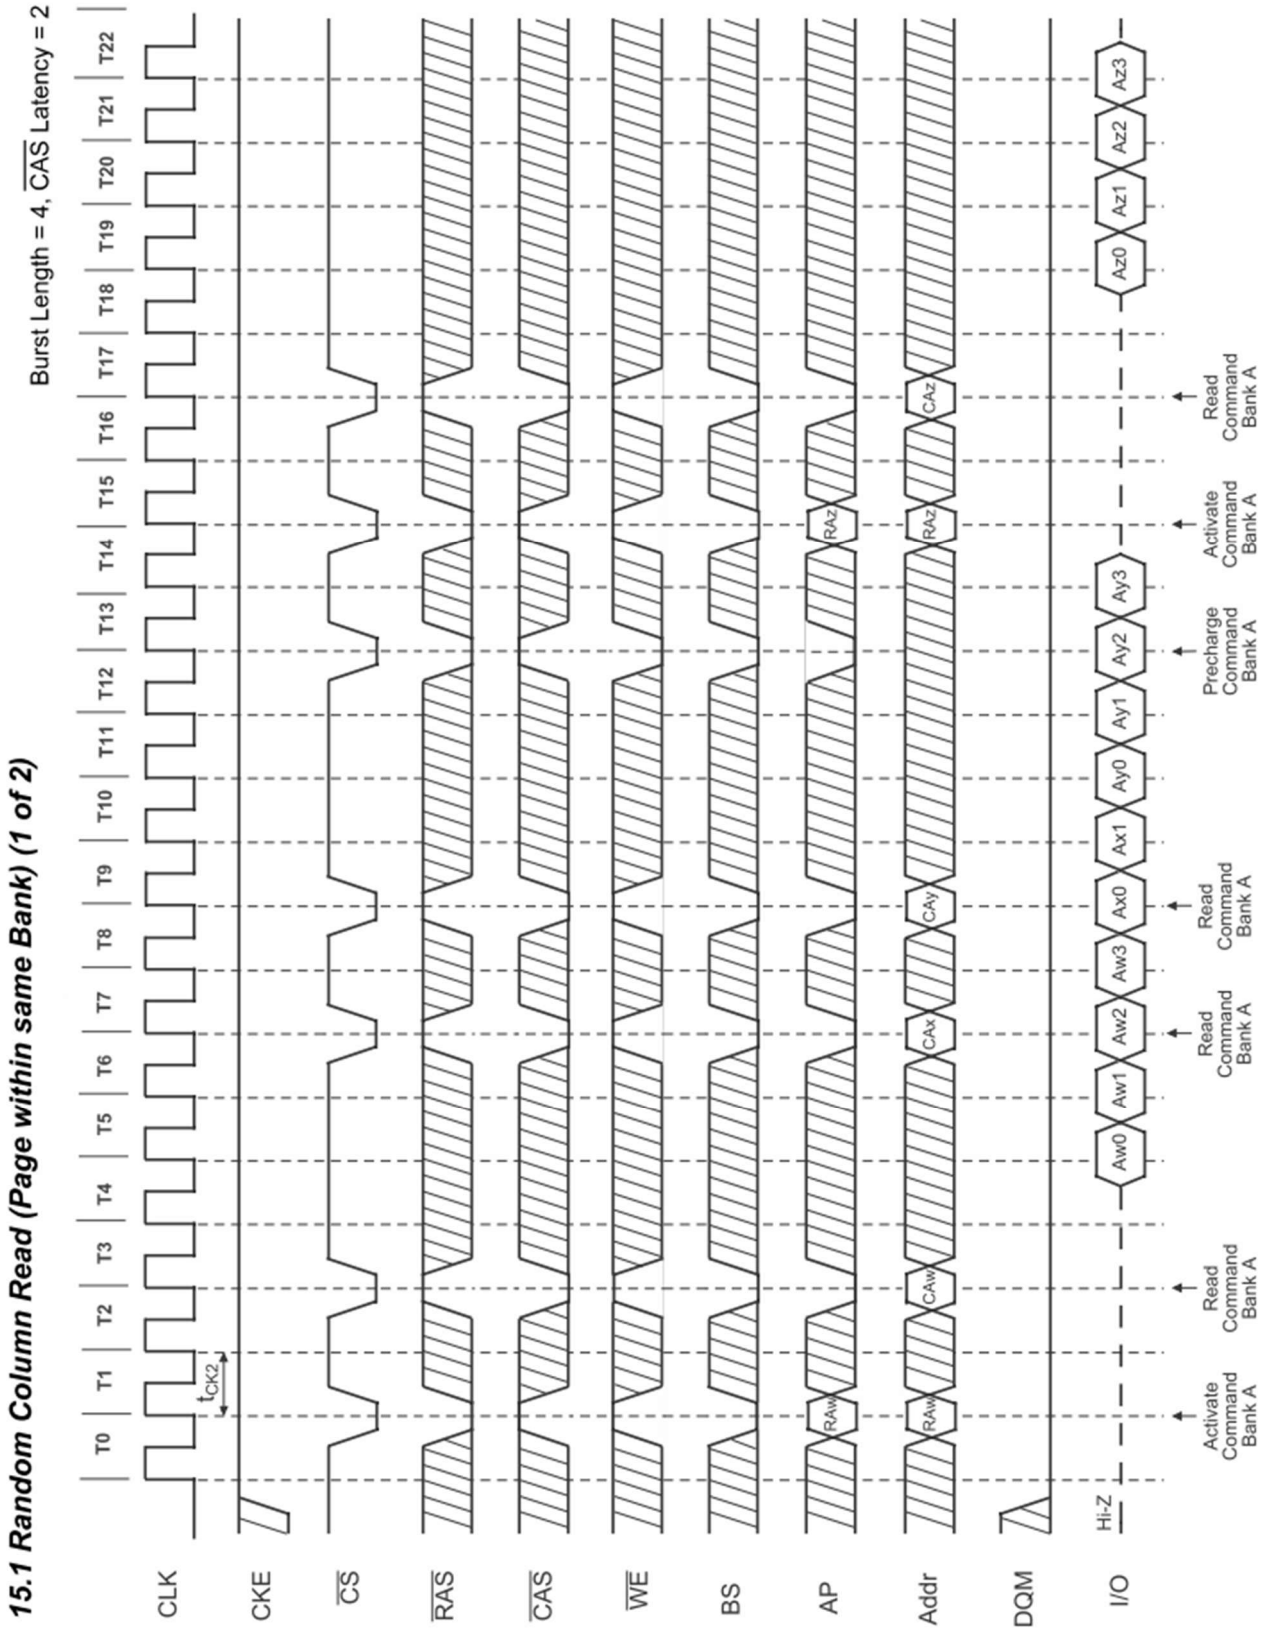 15.1 Random Column Read (Page within same Bank) (1 of 2)
Burst Length = 4, CAS Latency = 2
T0 T1 T2 T3 T4 T5 T6 T7 T8 T9 T10 T11 T12 T13 T14 T15 T16 T17 T18 T19 T20 T21 T22
CLK
tCK2
CKE
CS
RAS
CAS
WE
BS
AP
RAw RAz
Addr
RAw CAw CAx CAy RAz CAz
DQM
I/O
Hi-Z
Aw0 Aw1 Aw2 Aw3 Ax0 Ax1 Ay0 Ay1 Ay2 Ay3 Az0 Az1 Az2 Az3
Activate
Command
Bank A
Read
Command
Bank A
Read
Command
Bank A
Read
Command
Bank A
Precharge
Command
Bank A
Activate
Command
Bank A
Read
Command
Bank A